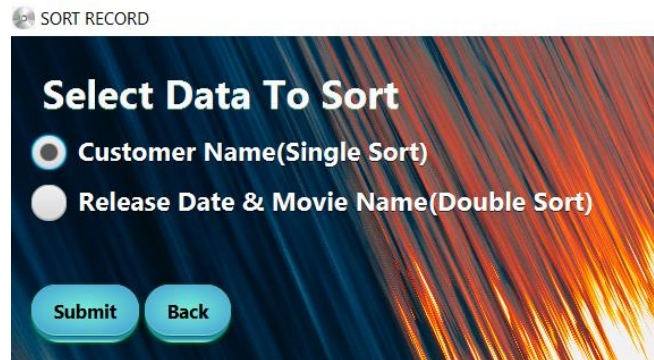 SORT RECORD
Select Data To Sort
Customer Name(Single Sort)
Release Date & Movie Name(Double Sort)
Submit Back